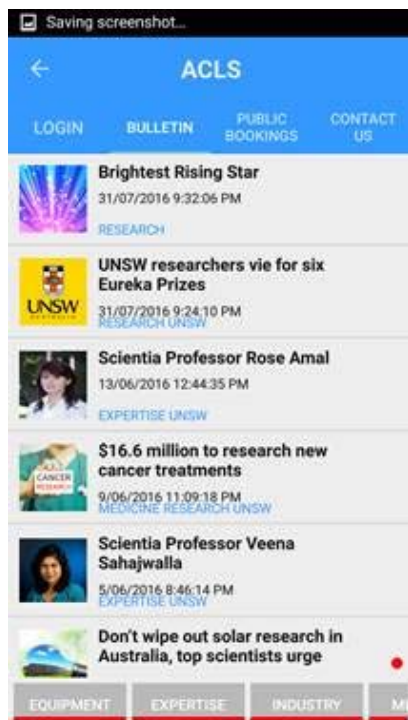 Saving screenshot...
ACLS
LOGIN
BULLETIN
PUBLIC
BOOKINGS
CONTACT
US
Brightest Rising Star
31/07/2016 9:32:06 PM
RESEARCH
UNSW
AUSTRALIA
UNSW researchers vie for six
Eureka Prizes
31/07/2016 9:24:10 PM
RESEARCH UNSW
Scientia Professor Rose Amal
13/06/2016 12:44:35 PM
EXPERTISE UNSW
CANCER
RESEARCH
$16.6 million to research new
cancer treatments
9/06/2016 11:09:18 PM
MEDICINE RESEARCH UNSW
Scientia Professor Veena
Sahajwalla
5/06/2016 8:46:14 PM
EXPERTISE UNSW
Don't wipe out solar research in
Australia, top scientists urge
EQUIPMENT
EXPERTISE
INDUSTRY